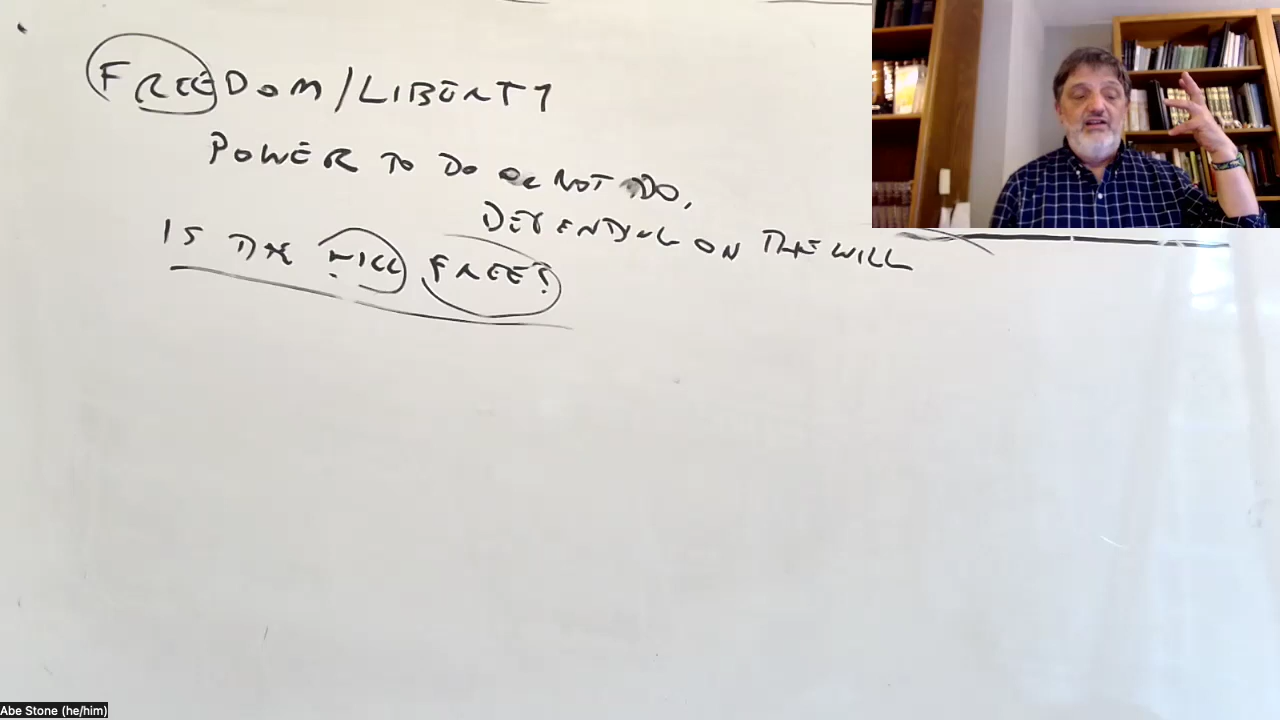 FREEDOM/LIBERTY
POWER TO DO OR NOT DO,
DEPENDING ON THE WILL
IS THE WILL FREE?
Abe Stone (he/him)